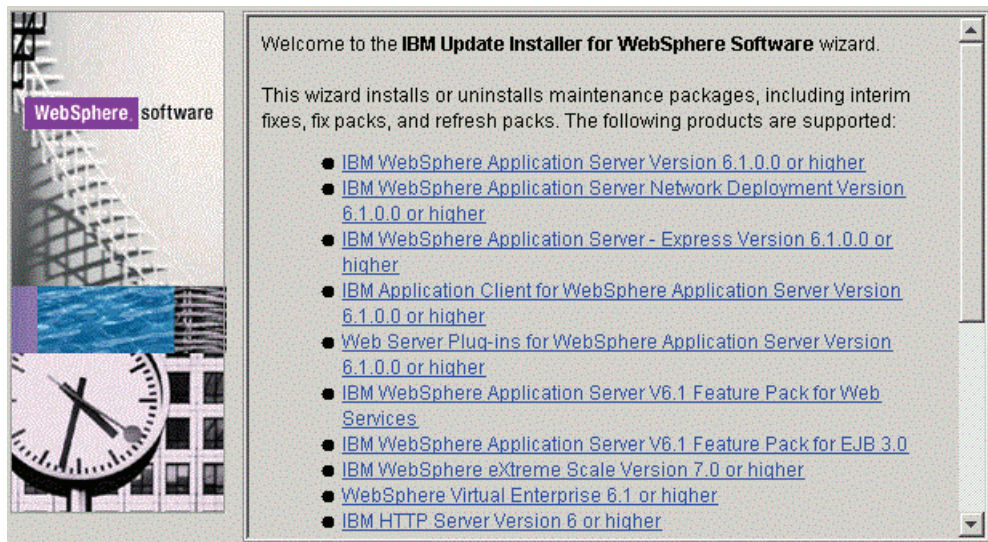 WebSphere. software
Welcome to the IBM Update Installer for WebSphere Software wizard.
This wizard installs or uninstalls maintenance packages, including interim
fixes, fix packs, and refresh packs. The following products are supported:
● IBM WebSphere Application Server Version 6.1.0.0 or higher
● IBM WebSphere Application Server Network Deployment Version
6.1.0.0 or higher
● IBM WebSphere Application Server - Express Version 6.1.0.0 or
higher
● IBM Application Client for WebSphere Application Server Version
6.1.0.0 or higher
● Web Server Plug-ins for WebSphere Application Server Version
6.1.0.0 or higher
● IBM WebSphere Application Server V6.1 Feature Pack for Web
Services
● IBM WebSphere Application Server V6.1 Feature Pack for EJB 3.0
● IBM WebSphere eXtreme Scale Version 7.0 or higher
● WebSphere Virtual Enterprise 6.1 or higher
● IBM HTTP Server Version 6 or higher